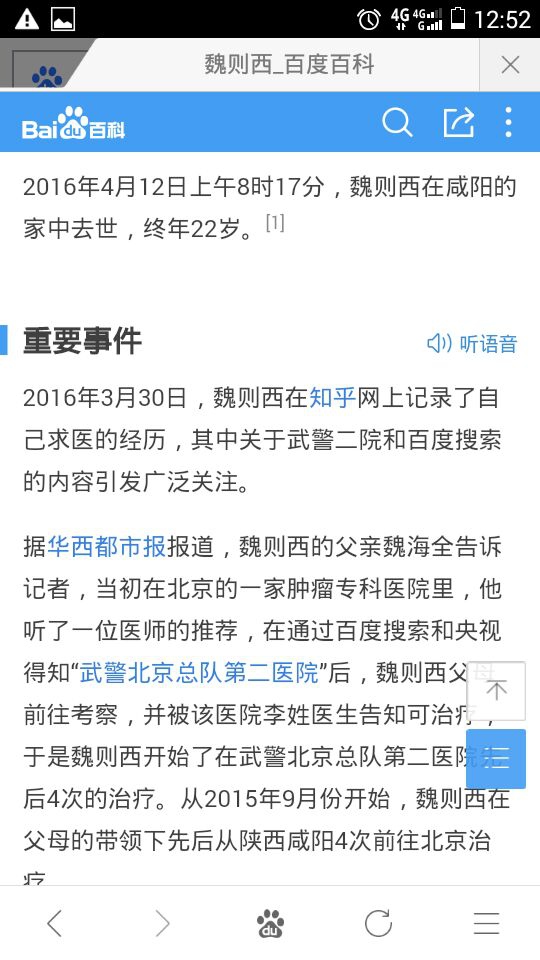 4G 4G G 12:52
魏则西_百度百科
Bai du 百科
2016年4月12日上午8时17分，魏则西在咸阳的
家中去世，终年22岁。[1]
重要事件
听语音
2016年3月30日，魏则西在知乎网上记录了自
己求医的经历，其中关于武警二院和百度搜索
的内容引发广泛关注。
据华西都市报报道，魏则西的父亲魏海全告诉
记者，当初在北京的一家肿瘤专科医院里，他
听了一位医师的推荐，在通过百度搜索和央视
得知“武警北京总队第二医院”后，魏则西父母
前往考察，并被该医院李姓医生告知可治疗，
于是魏则西开始了在武警北京总队第二医院先
后4次的治疗。从2015年9月份开始，魏则西在
父母的带领下先后从陕西咸阳4次前往北京治
疗
du